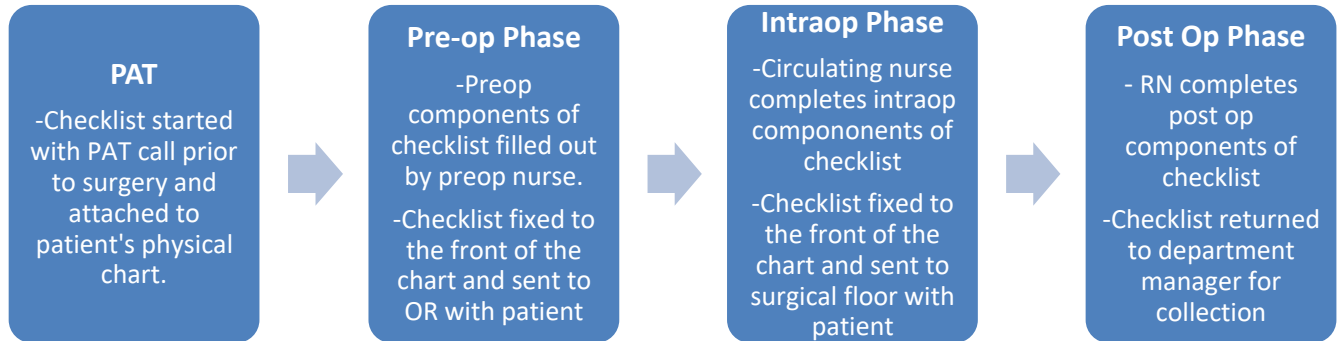 PAT
-Checklist started
with PAT call prior
to surgery and
attached to
patient's physical
chart.
Pre-op Phase
-Preop
components of
checklist filled out
by preop nurse.
-Checklist fixed to
the front of the
chart and sent to
OR with patient
Intraop Phase
-Circulating nurse
completes intraop
compononents of
checklist
-Checklist fixed to
the front of the
chart and sent to
surgical floor with
patient
Post Op Phase
- RN completes
post op
components of
checklist
-Checklist returned
to department
manager for
collection